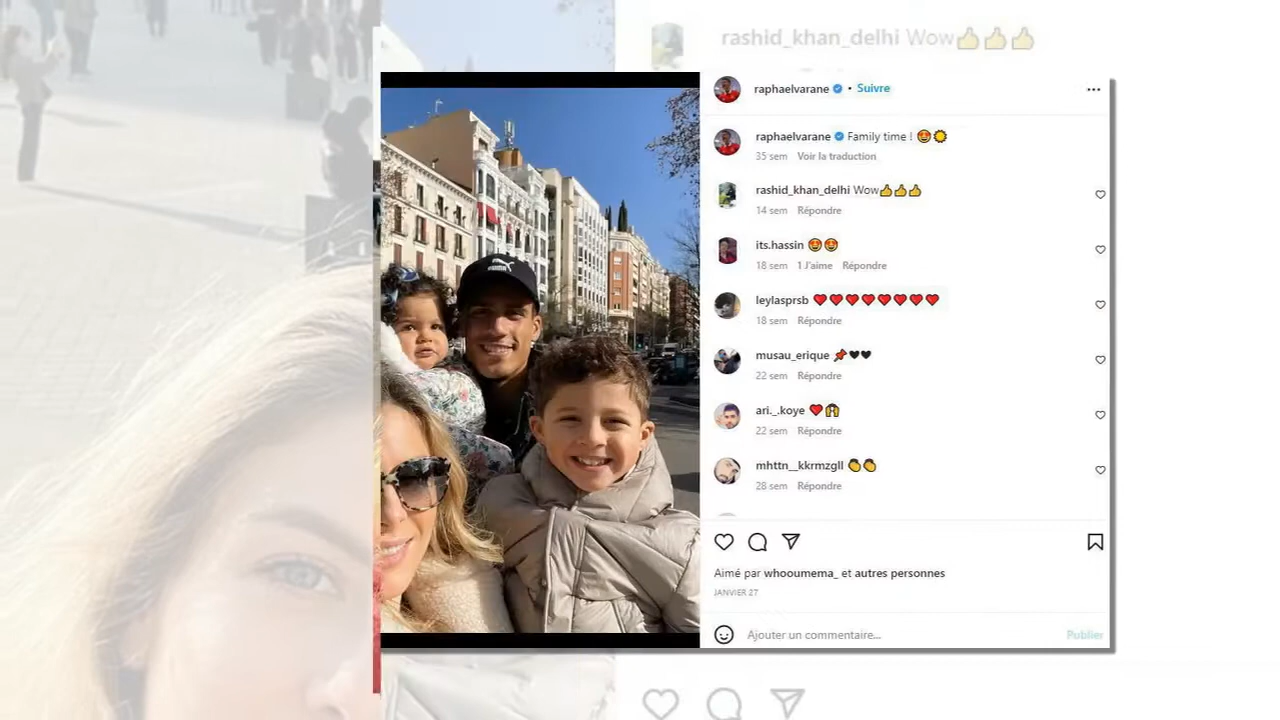 rashid_khan_delhi Wow👍👍👍
raphaelvarane • Suivre
raphaelvarane Family time ! 😍☀️
35 sem Voir la traduction
rashid_khan_delhi Wow👍👍👍
14 sem Répondre
its.hassin 😍😍
18 sem 1 J'aime Répondre
leylasprsb ❤️❤️❤️❤️❤️❤️❤️❤️
18 sem Répondre
musau_erique 📌🖤🖤
22 sem Répondre
ari._.koye ❤️🙌
22 sem Répondre
mhttn__kkrmzgll 👏👏
28 sem Répondre
Aimé par whooumema_ et autres personnes
JANVIER 27
Ajouter un commentaire...
Publier
PUMA